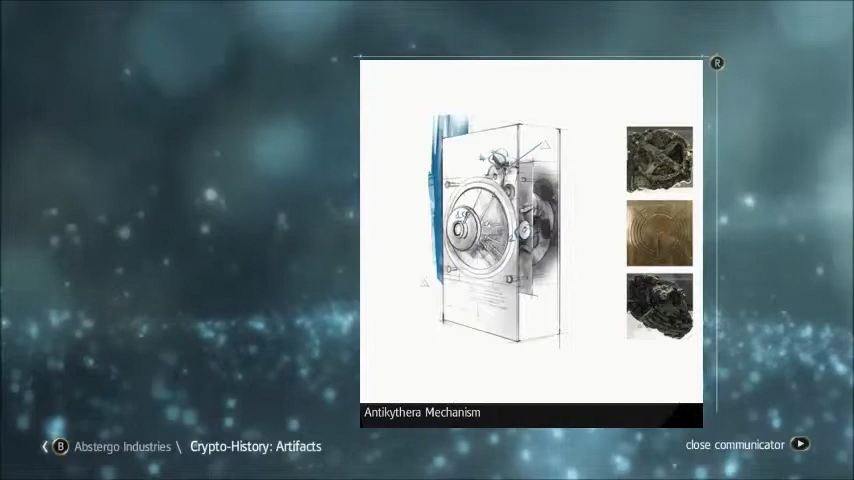 R
Antikythera Mechanism
B Abstergo Industries \ Crypto-History: Artifacts
close communicator